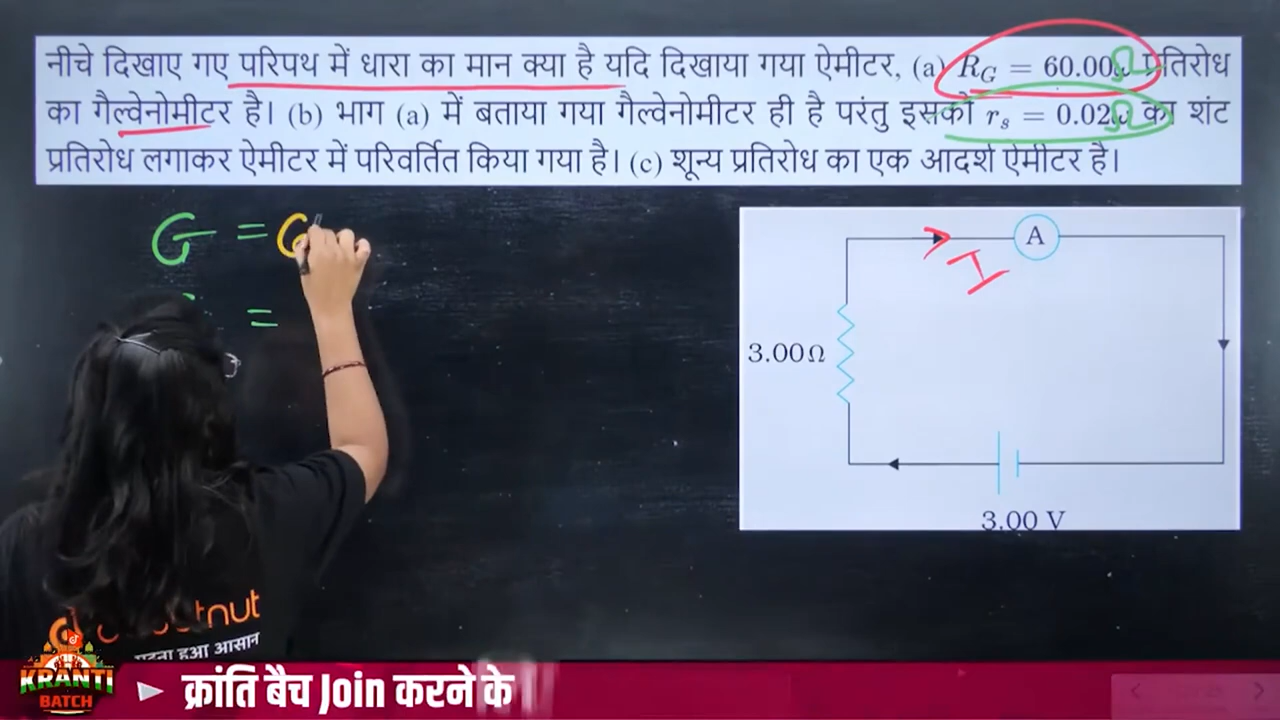 नीचे दिखाए गए परिपथ में धारा का मान क्या है यदि दिखाया गया ऐमीटर, (a) R_G = 60.00Ω प्रतिरोध
का गैल्वेनोमीटर है। (b) भाग (a) में बताया गया गैल्वेनोमीटर ही है परंतु इसको r_s = 0.02Ω का शंट
प्रतिरोध लगाकर ऐमीटर में परिवर्तित किया गया है। (c) शून्य प्रतिरोध का एक आदर्श ऐमीटर है।
G = 6
=
A
I
3.00Ω
3.00 V
हुआ आसान
KRANTI
BATCH
क्रांति बैच Join करने के